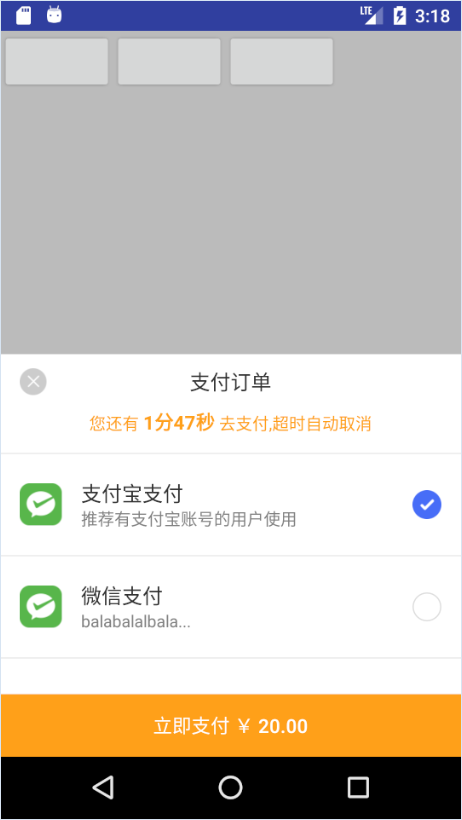 LTE 3:18
支付订单
您还有 1分47秒 去支付,超时自动取消
支付宝支付
推荐有支付宝账号的用户使用
微信支付
balabalalbala...
立即支付 ￥ 20.00